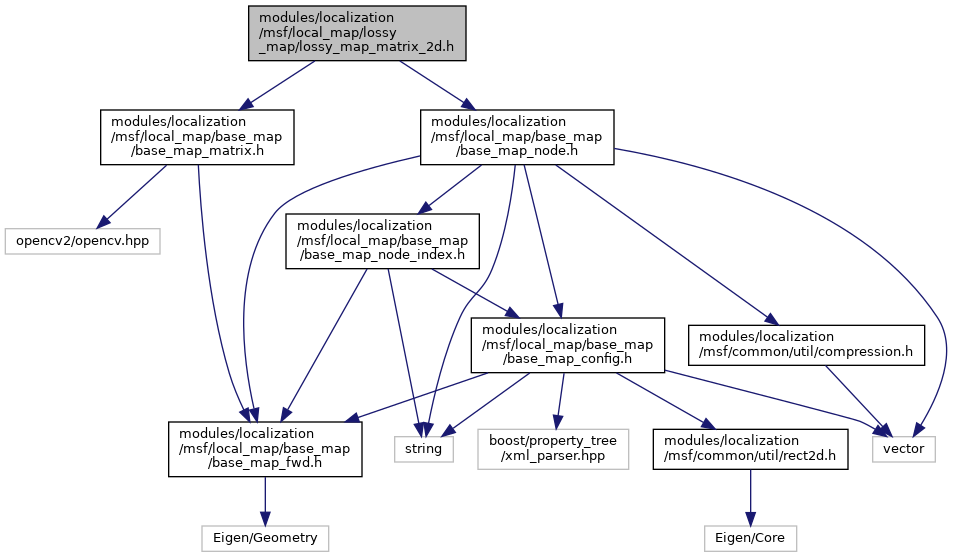 modules/localization
/msf/local_map/lossy
_map/lossy_map_matrix_2d.h
modules/localization
/msf/local_map/base_map
/base_map_matrix.h
modules/localization
/msf/local_map/base_map
/base_map_node.h
opencv2/opencv.hpp
modules/localization
/msf/local_map/base_map
/base_map_node_index.h
modules/localization
/msf/local_map/base_map
/base_map_config.h
modules/localization
/msf/common/util/compression.h
modules/localization
/msf/local_map/base_map
/base_map_fwd.h
string
boost/property_tree
/xml_parser.hpp
modules/localization
/msf/common/util/rect2d.h
vector
Eigen/Geometry
Eigen/Core